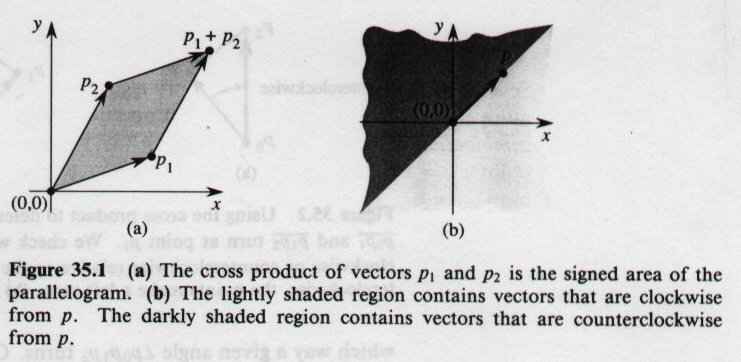 y
p1 + p2
p2
p1
(0,0)
x
(a)
y
p
(0,0)
x
(b)
Figure 35.1 (a) The cross product of vectors p1 and p2 is the signed area of the
parallelogram. (b) The lightly shaded region contains vectors that are clockwise
from p. The darkly shaded region contains vectors that are counterclockwise
from p.